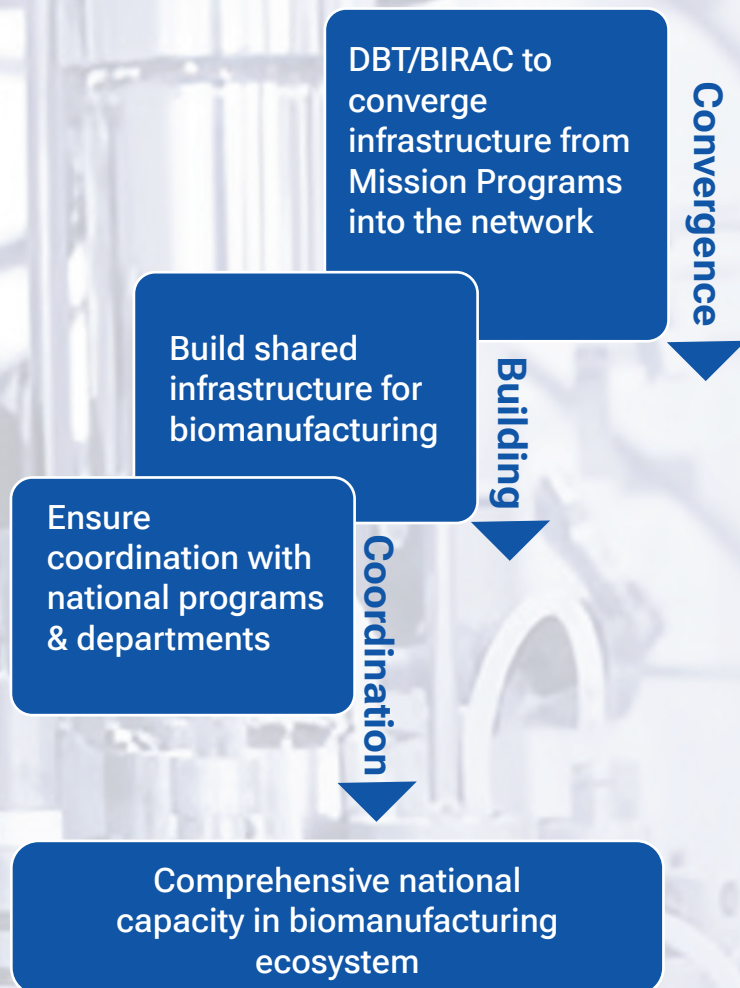 DBT/BIRAC to
converge
infrastructure from
Mission Programs
into the network
Convergence
Build shared
infrastructure for
biomanufacturing
Building
Ensure
coordination with
national programs
& departments
Coordination
Comprehensive national
capacity in biomanufacturing
ecosystem